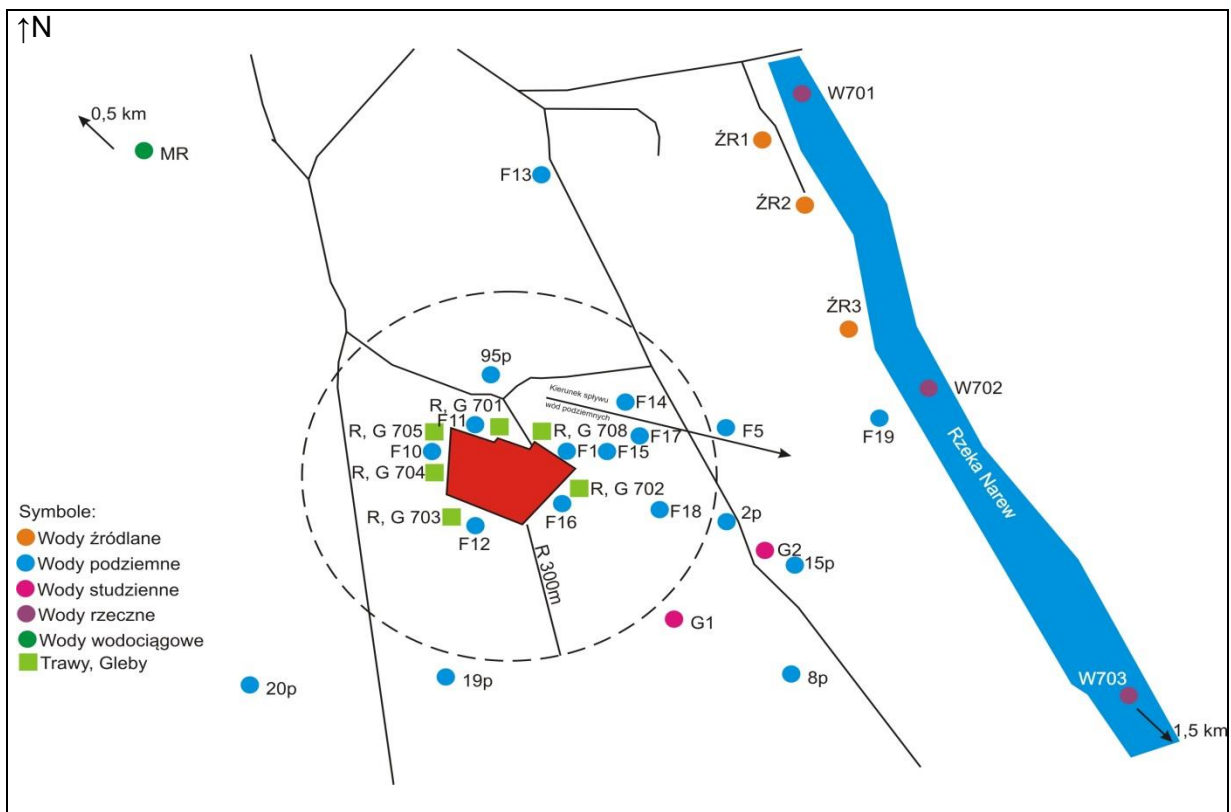 ↑N
0,5 km
MR
W701
ŹR1
F13
ŹR2
ŹR3
95p
W702
Kierunek spływu
wód podziemnych
F14
R, G 701
F11
R, G 705
R, G 708
F17
F5
F19
F10
F1
F15
R, G 704
R, G 702
Rzeka Narew
R, G 703
F16
F18
2p
F12
G2
15p
R 300m
G1
Symbole:
Wody źródlane
Wody podziemne
Wody studzienne
Wody rzeczne
Wody wodociągowe
Trawy, Gleby
20p
19p
8p
W703
1,5 km